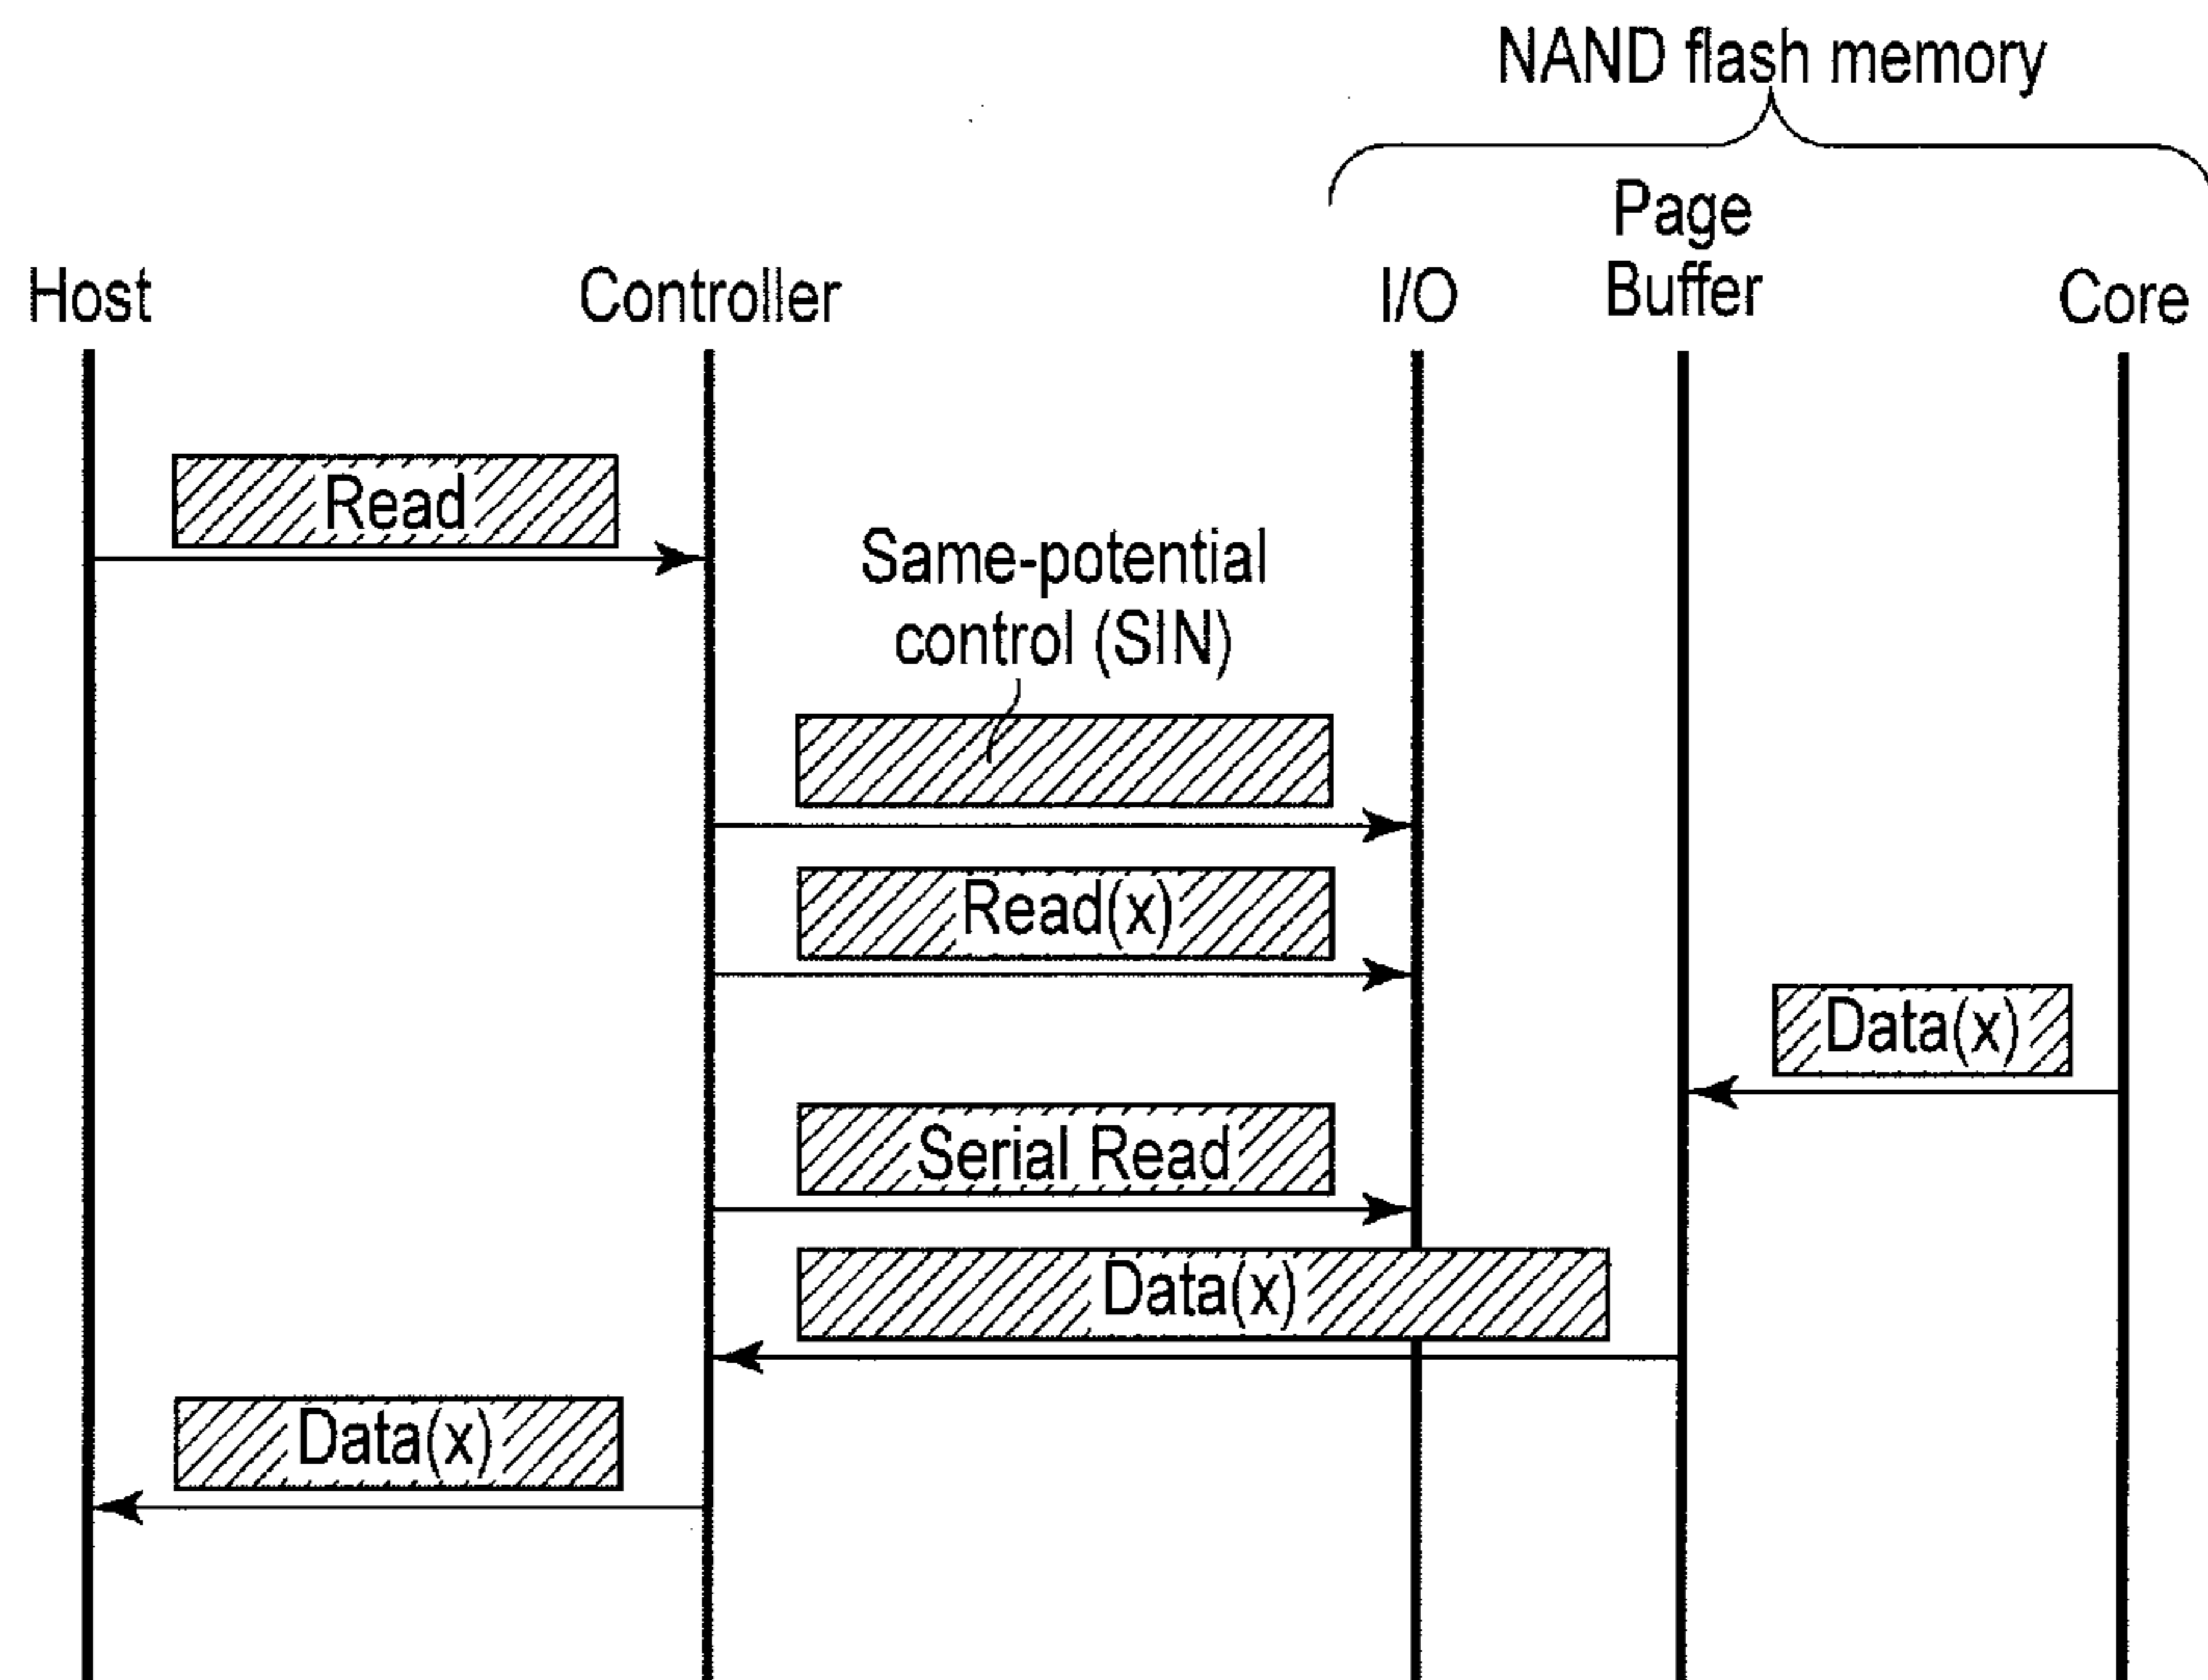 NAND flash memory
Page
Buffer
Host
Controller
I/O
Core
Read
Same-potential
control (SIN)
Read(x)
Data(x)
Serial Read
Data(x)
Data(x)